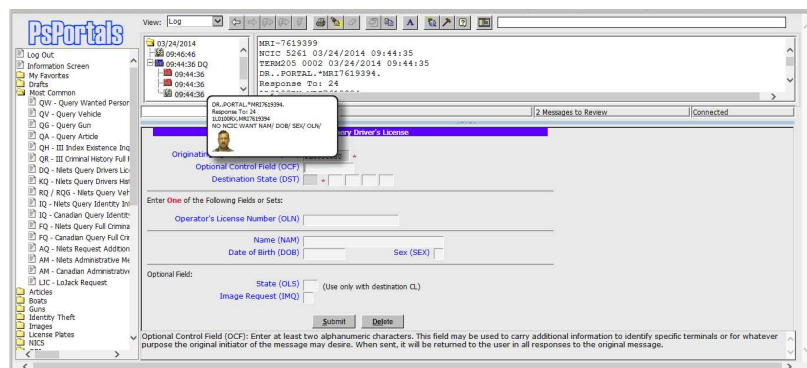 PsPortals
View: Log
Log Out
Information Screen
My Favorites
Drafts
Most Common
QW - Query Wanted Person
QV - Query Vehicle
QG - Query Gun
QA - Query Article
QH - III Index Existence Inq
QR - III Criminal History Full
DQ - Nlets Query Drivers Lic
KQ - Nlets Query Drivers His
RQ / RQG - Nlets Query Veh
IQ - Nlets Query Identity In
IQ - Canadian Query Identit
FQ - Nlets Query Full Crimina
FQ - Canadian Query Full Cri
AQ - Nlets Request Addition
AM - Nlets Administrative Me
AM - Canadian Administrative
LJC - LoJack Request
Articles
Boats
Guns
Identity Theft
Images
License Plates
NICS
03/24/2014
09:46:46
09:44:36 DQ
09:44:36
09:44:36
09:44:36
MRI-7619399
NCIC 5261 03/24/2014 09:44:35
TERM205 0002 03/24/2014 09:44:35
DR..PORTAL.*MRI7619394.
Response To: 24
2 Messages to Review
Connected
DR..PORTAL.*MRI7619394.
Response To: 24
1L0100RX,MRI7619394
NO NCIC WANT NAM/ DOB/ SEX/ OLN/
ery Driver's License
Originating
*
Optional Control Field (OCF)
Destination State (DST) *
Enter One of the Following Fields or Sets:
Operator's License Number (OLN)
Name (NAM)
Date of Birth (DOB) Sex (SEX)
Optional Field:
State (OLS) (Use only with destination CL)
Image Request (IMQ)
Submit Delete
Optional Control Field (OCF): Enter at least two alphanumeric characters. This field may be used to carry additional information to identify specific terminals or for whatever
purpose the original initiator of the message may desire. When sent, it will be returned to the user in all responses to the original message.